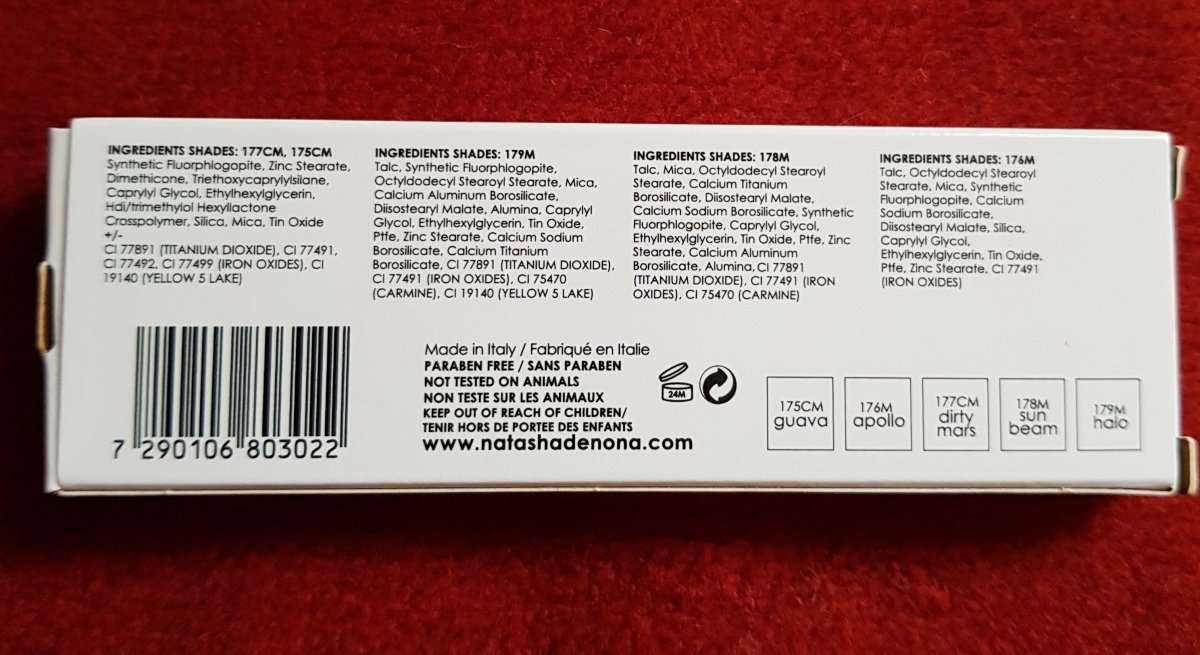 INGREDIENTS SHADES: 177CM, 175CM
Synthetic Fluorphlogopite, Zinc Stearate,
Dimethicone, Triethoxycaprylylsilane,
Caprylyl Glycol, Ethylhexylglycerin,
Hdi/trimethylol Hexyllactone
Crosspolymer, Silica, Mica, Tin Oxide
+/-
CI 77891 (TITANIUM DIOXIDE), CI 77491,
CI 77492, CI 77499 (IRON OXIDES), CI
19140 (YELLOW 5 LAKE)
INGREDIENTS SHADES: 179M
Talc, Synthetic Fluorphlogopite,
Octyldodecyl Stearoyl Stearate, Mica,
Calcium Aluminum Borosilicate,
Diisostearyl Malate, Alumina, Caprylyl
Glycol, Ethylhexylglycerin, Tin Oxide,
Ptfe, Zinc Stearate, Calcium Sodium
Borosilicate, Calcium Titanium
Borosilicate, CI 77891 (TITANIUM DIOXIDE),
CI 77491 (IRON OXIDES), CI 75470
(CARMINE), CI 19140 (YELLOW 5 LAKE)
INGREDIENTS SHADES: 178M
Talc, Mica, Octyldodecyl Stearoyl
Stearate, Calcium Titanium
Borosilicate, Diisostearyl Malate,
Calcium Sodium Borosilicate, Synthetic
Fluorphlogopite, Caprylyl Glycol,
Ethylhexylglycerin, Tin Oxide, Ptfe, Zinc
Stearate, Calcium Aluminum
Borosilicate, Alumina, CI 77891
(TITANIUM DIOXIDE), CI 77491 (IRON
OXIDES), CI 75470 (CARMINE)
INGREDIENTS SHADES: 176M
Talc, Octyldodecyl Stearoyl
Stearate, Mica, Synthetic
Fluorphlogopite, Calcium
Sodium Borosilicate,
Diisostearyl Malate, Silica,
Caprylyl Glycol,
Ethylhexylglycerin, Tin Oxide,
Ptfe, Zinc Stearate, CI 77491
(IRON OXIDES)
7 290106 803022
Made in Italy / Fabriqué en Italie
PARABEN FREE / SANS PARABEN
NOT TESTED ON ANIMALS
NON TESTE SUR LES ANIMAUX
KEEP OUT OF REACH OF CHILDREN/
TENIR HORS DE PORTEE DES ENFANTS
www.natashadenona.com
24M
175CM
guava
176M
apollo
177CM
dirty
mars
178M
sun
beam
179M
halo